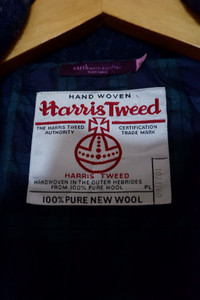 HAND WOVEN
Harris Tweed
THE HARRIS TWEED CERTIFICATION
AUTHORITY TRADE MARK
HARRIS TWEED
HANDWOVEN IN THE OUTER HEBRIDES
FROM 100% PURE WOOL PL
100% PURE NEW WOOL